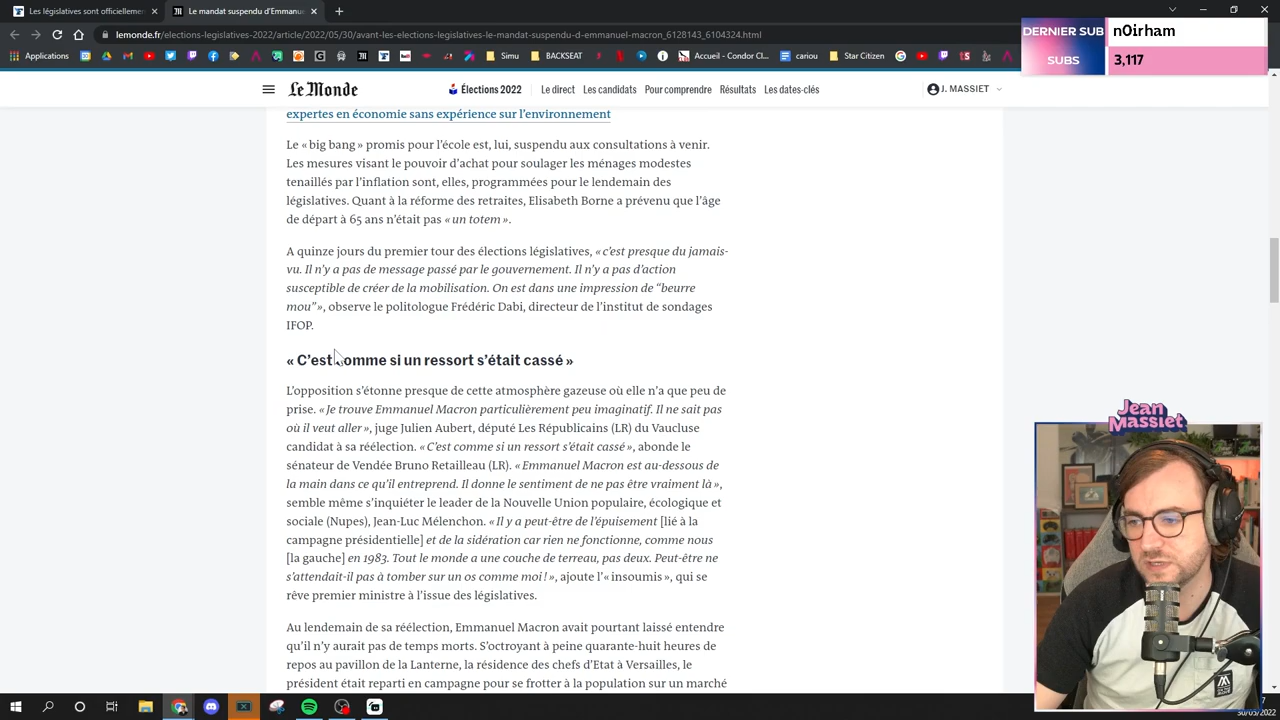 Les législatives sont officiellemen
Le mandat suspendu d'Emmanue
lemonde.fr/elections-legislatives-2022/article/2022/
/avant-les-elections-legislatives-le-mandat-suspendu-d-emmanuel-macron_6128143_6104324.html
Applications
Somnium
BACKSEAT
Accueil - Condor Cl...
cariou
Star Citizen
DERNIER SUB
n0irham
SUBS
3,117
Le Monde
Élections 2022
Le direct
Les candidats
Pour comprendre
Résultats
Les dates-clés
J. MASSIET
expertes en économie sans expérience sur l'environnement
Le « big bang » promis pour l'école est, lui, suspendu aux consultations à venir.
Les mesures visant le pouvoir d'achat pour soulager les ménages modestes
tenaillés par l'inflation sont, elles, programmées pour le lendemain des
législatives. Quant à la réforme des retraites, Elisabeth Borne a prévenu que l'âge
de départ à 65 ans n'était pas « un totem ».
A quinze jours du premier tour des élections législatives, « c'est presque du jamais-
vu. Il n'y a pas de message passé par le gouvernement. Il n'y a pas d'action
susceptible de créer de la mobilisation. On est dans une impression de “beurre
mou” », observe le politologue Frédéric Dabi, directeur de l'institut de sondages
IFOP.
« C'est comme si un ressort s'était cassé »
L'opposition s'étonne presque de cette atmosphère gazeuse où elle n'a que peu de
prise. « Je trouve Emmanuel Macron particulièrement peu imaginatif. Il ne sait pas
où il veut aller », juge Julien Aubert, député Les Républicains (LR) du Vaucluse
candidat à sa réélection. « C'est comme si un ressort s'était cassé », abonde le
sénateur de Vendée Bruno Retailleau (LR). « Emmanuel Macron est au-dessous de
la main dans ce qu'il entreprend. Il donne le sentiment de ne pas être vraiment là »,
semble même s'inquiéter le leader de la Nouvelle Union populaire, écologique et
sociale (Nupes), Jean-Luc Mélenchon. « Il y a peut-être de l'épuisement [lié à la
campagne présidentielle] et de la sidération car rien ne fonctionne, comme nous
[la gauche] en 1983. Tout le monde a une couche de terreau, pas deux. Peut-être ne
s'attendait-il pas à tomber sur un os comme moi ! », ajoute l'« insoumis », qui se
rêve premier ministre à l'issue des législatives.
Au lendemain de sa réélection, Emmanuel Macron avait pourtant laissé entendre
qu'il n'y aurait pas de temps morts. S'octroyant à peine quarante-huit heures de
repos au pavillon de la Lanterne, la résidence des chefs d'Etat à Versailles, le
président était reparti en campagne pour se frotter à la population sur un marché
Jean
Massiet
30/05/2022